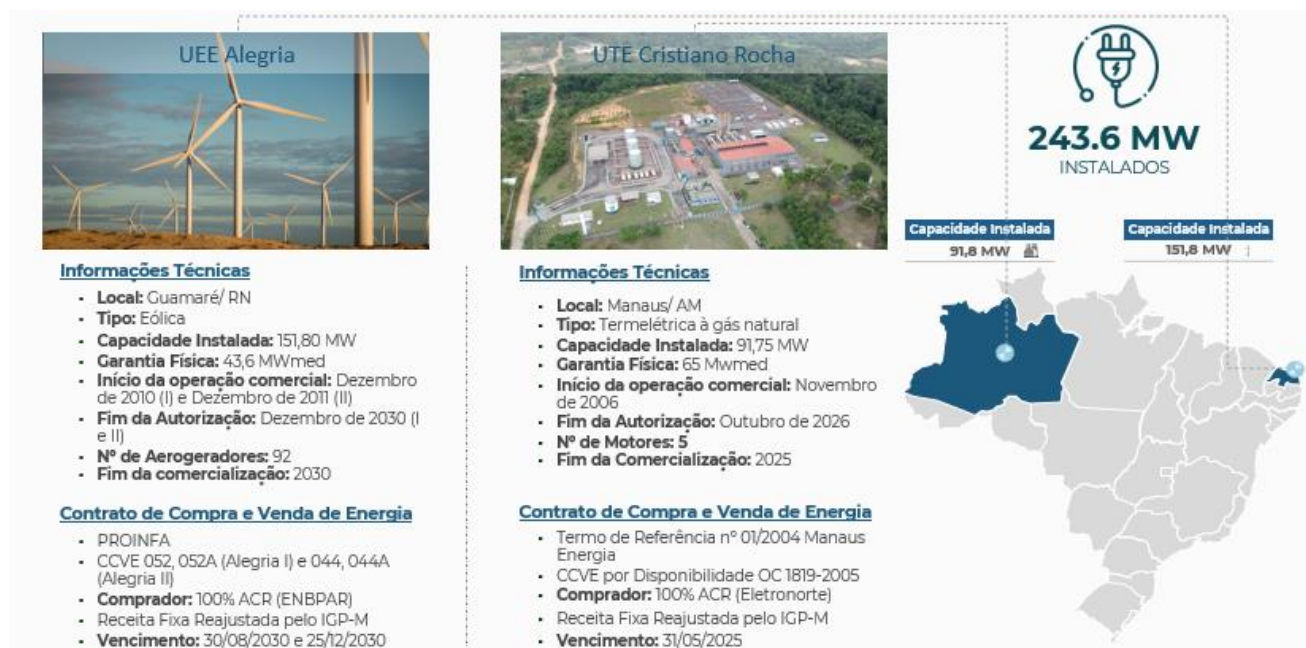 UEE Alegria
Informações Técnicas
• Local: Guamaré/ RN
• Tipo: Eólica
• Capacidade Instalada: 151,80 MW
• Garantia Física: 43,6 MWmed
• Início da operação comercial: Dezembro
de 2010 (I) e Dezembro de 2011 (II)
• Fim da Autorização: Dezembro de 2030 (I
e II)
• Nº de Aerogeradores: 92
• Fim da comercialização: 2030
Contrato de Compra e Venda de Energia
• PROINFA
• CCVE 052, 052A (Alegria I) e 044, 044A
(Alegria II)
• Comprador: 100% ACR (ENBPAR)
• Receita Fixa Reajustada pelo IGP-M
• Vencimento: 30/08/2030 e 25/12/2030
UTE Cristiano Rocha
Informações Técnicas
• Local: Manaus/ AM
• Tipo: Termelétrica à gás natural
• Capacidade Instalada: 91,75 MW
• Garantia Física: 65 Mwmed
• Início da operação comercial: Novembro
de 2006
• Fim da Autorização: Outubro de 2026
• Nº de Motores: 5
• Fim da Comercialização: 2025
Contrato de Compra e Venda de Energia
• Termo de Referência nº 01/2004 Manaus
Energia
• CCVE por Disponibilidade OC 1819-2005
• Comprador: 100% ACR (Eletronorte)
• Receita Fixa Reajustada pelo IGP-M
• Vencimento: 31/05/2025
243.6 MW
INSTALADOS
Capacidade Instalada
91,8 MW
Capacidade Instalada
151,8 MW